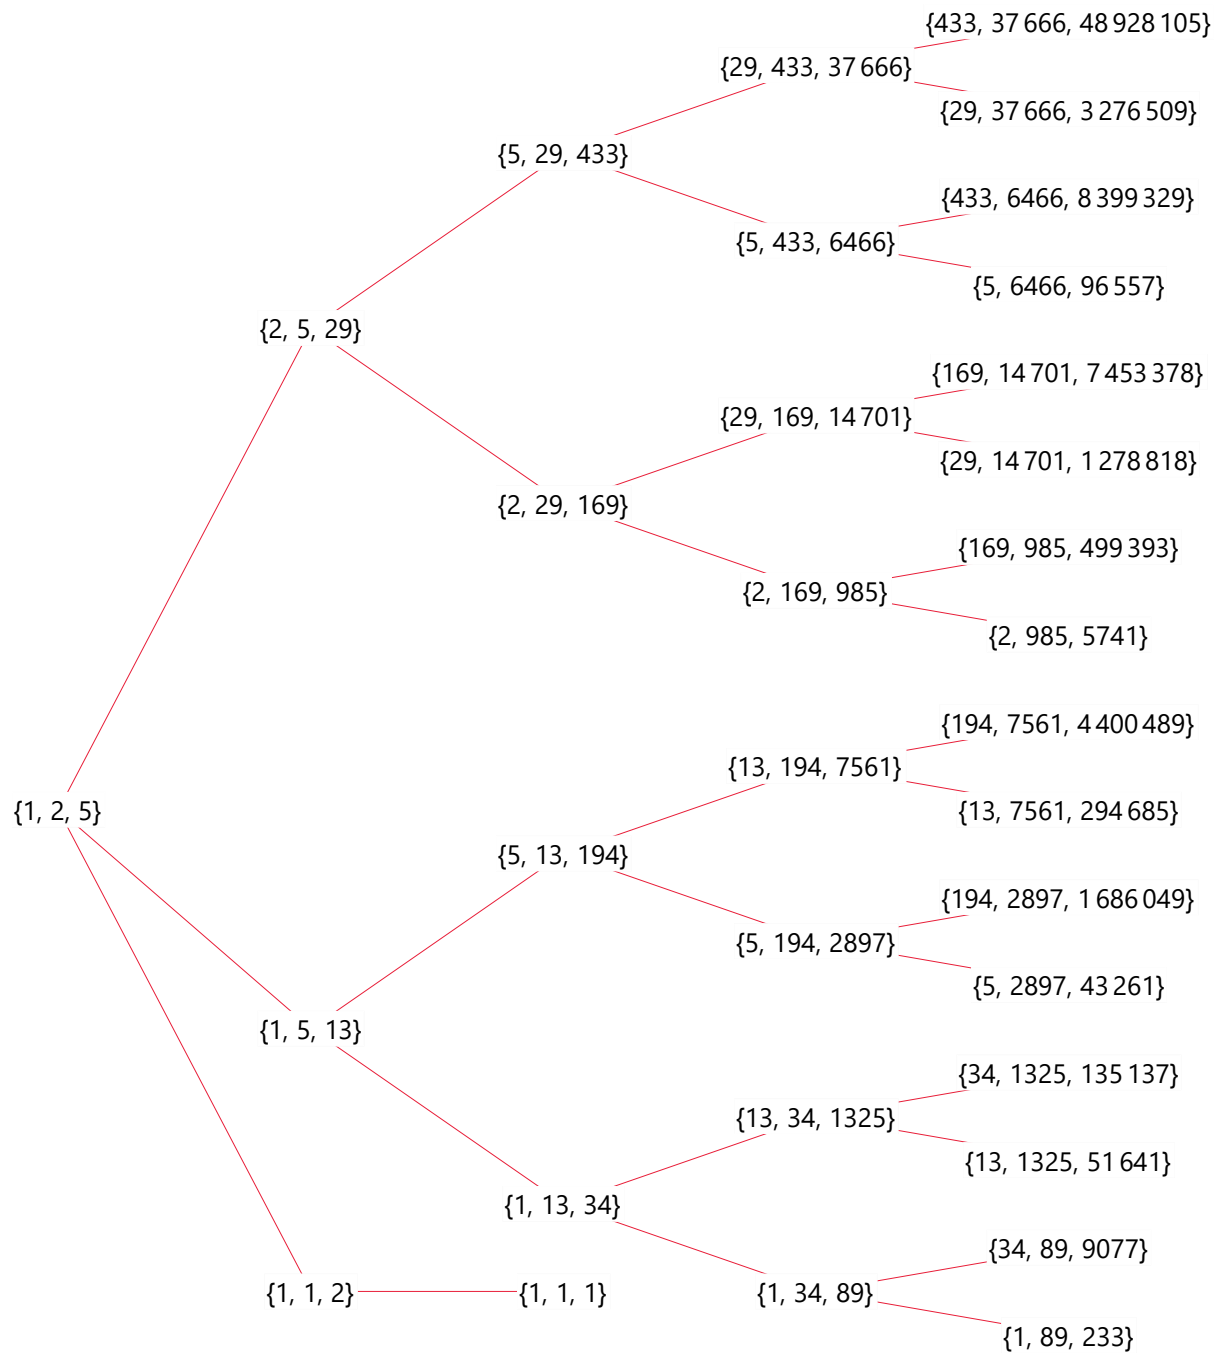 {433, 37 666, 48 928 105}
{29, 433, 37 666}
{29, 37 666, 3 276 509}
{5, 29, 433}
{433, 6466, 8 399 329}
{5, 433, 6466}
{5, 6466, 96 557}
{2, 5, 29}
{169, 14 701, 7 453 378}
{29, 169, 14 701}
{29, 14 701, 1 278 818}
{2, 29, 169}
{169, 985, 499 393}
{2, 169, 985}
{2, 985, 5741}
{194, 7561, 4 400 489}
{13, 194, 7561}
{1, 2, 5}
{13, 7561, 294 685}
{5, 13, 194}
{194, 2897, 1 686 049}
{5, 194, 2897}
{5, 2897, 43 261}
{1, 5, 13}
{34, 1325, 135 137}
{13, 34, 1325}
{13, 1325, 51 641}
{1, 13, 34}
{34, 89, 9077}
{1, 1, 2}
{1, 1, 1}
{1, 34, 89}
{1, 89, 233}